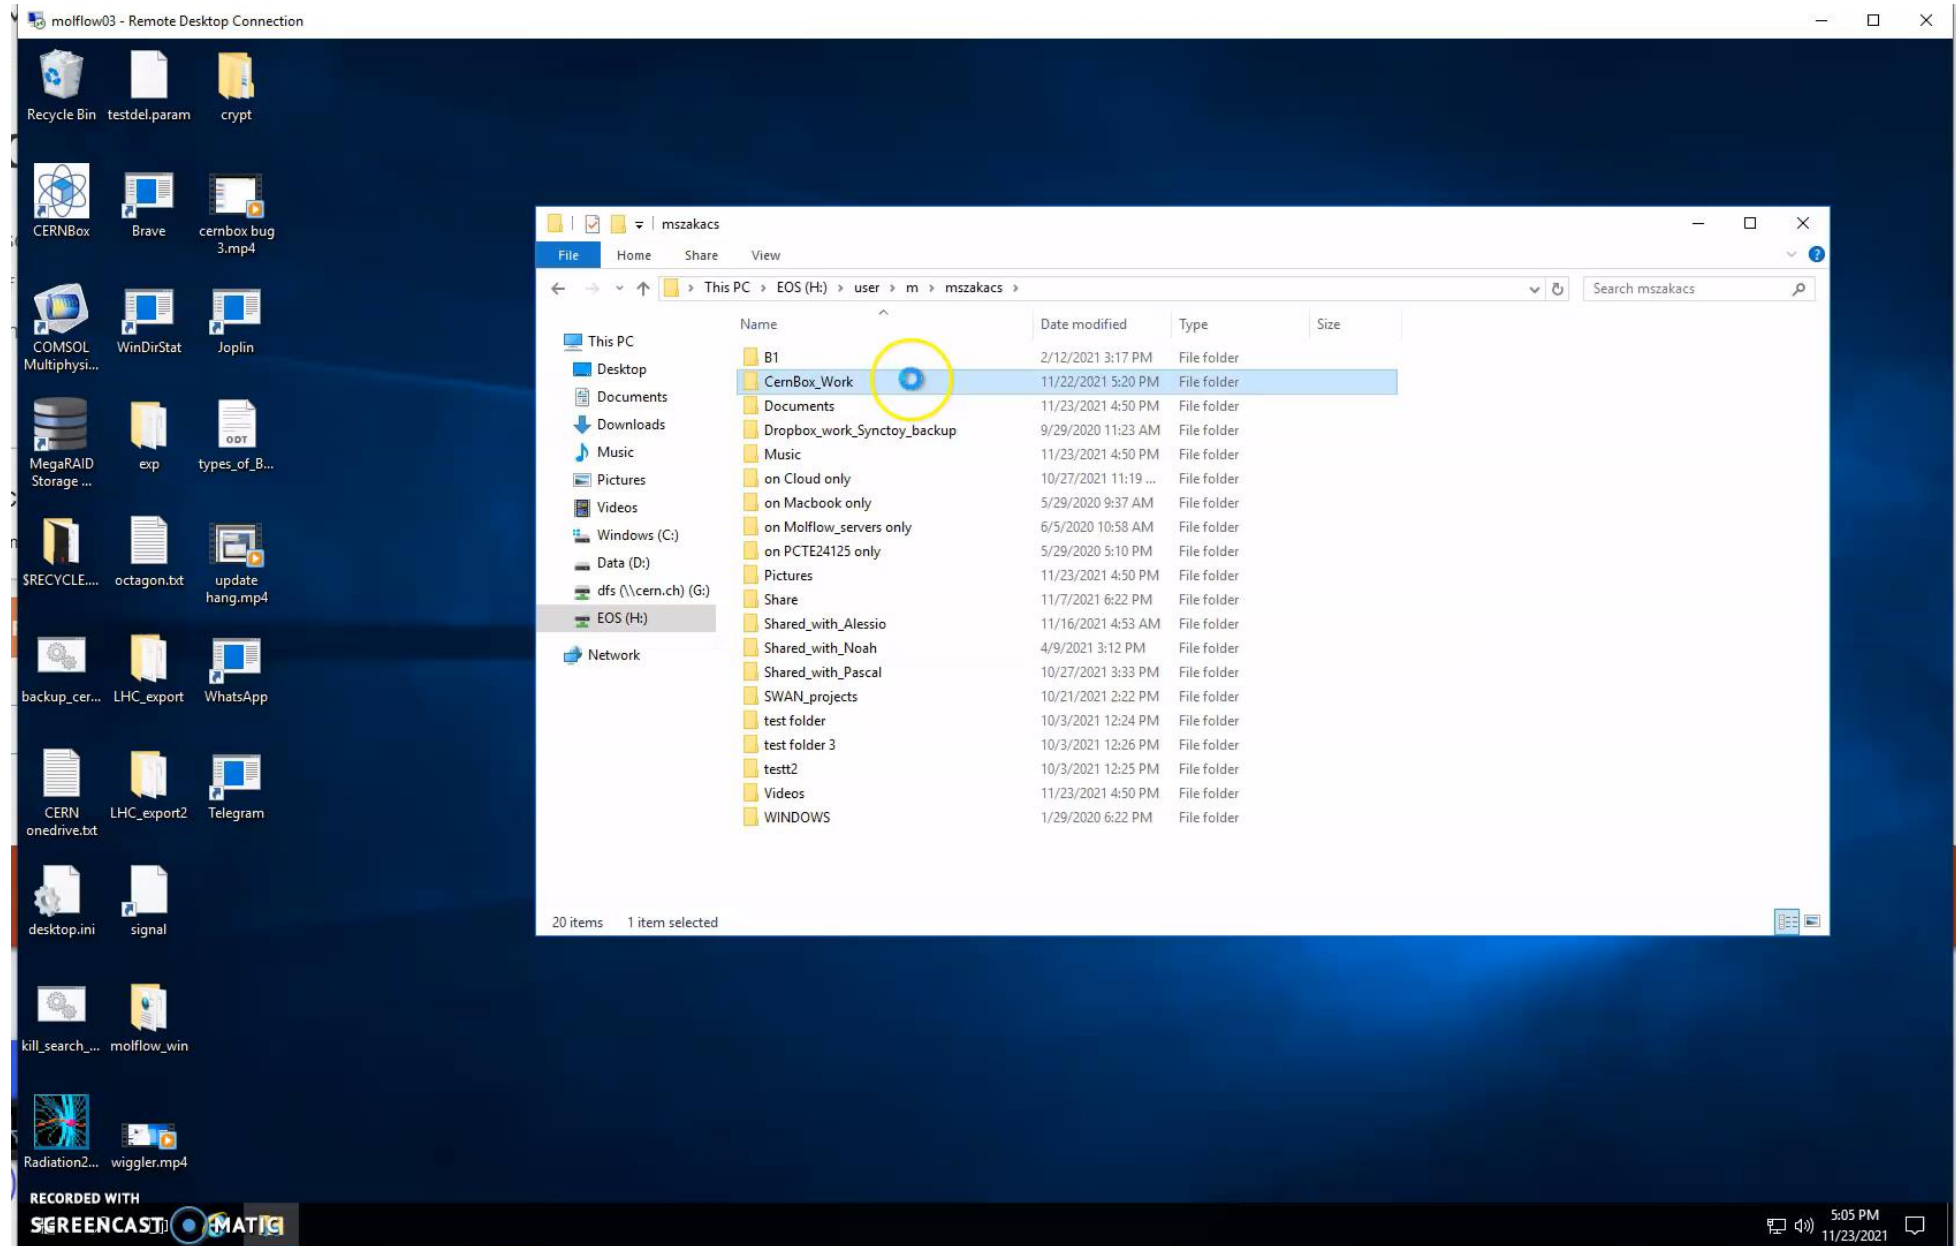 molflow03 - Remote Desktop Connection
Recycle Bin
testdel.param
crypt
CERNBox
Brave
cernbox bug
3.mp4
COMSOL
Multiphysi...
WinDirStat
Joplin
MegaRAID
Storage ...
exp
ODT
types_of_B...
$RECYCLE....
octagon.txt
update
hang.mp4
backup_cer...
LHC_export
WhatsApp
CERN
onedrive.txt
LHC_export2
Telegram
desktop.ini
signal
kill_search_...
molflow_win
Radiation2...
wiggler.mp4
mszakacs
File Home Share View
This PC > EOS (H:) > user > m > mszakacs >
Search mszakacs
This PC
Desktop
Documents
Downloads
Music
Pictures
Videos
Windows (C:)
Data (D:)
dfs (\\cern.ch) (G:)
EOS (H:)
Network
Name Date modified Type Size
B1 2/12/2021 3:17 PM File folder
CernBox_Work 11/22/2021 5:20 PM File folder
Documents 11/23/2021 4:50 PM File folder
Dropbox_work_Synctoy_backup 9/29/2020 11:23 AM File folder
Music 11/23/2021 4:50 PM File folder
on Cloud only 10/27/2021 11:19 ... File folder
on Macbook only 5/29/2020 9:37 AM File folder
on Molflow_servers only 6/5/2020 10:58 AM File folder
on PCTE24125 only 5/29/2020 5:10 PM File folder
Pictures 11/23/2021 4:50 PM File folder
Share 11/7/2021 6:22 PM File folder
Shared_with_Alessio 11/16/2021 4:53 AM File folder
Shared_with_Noah 4/9/2021 3:12 PM File folder
Shared_with_Pascal 10/27/2021 3:33 PM File folder
SWAN_projects 10/21/2021 2:22 PM File folder
test folder 10/3/2021 12:24 PM File folder
test folder 3 10/3/2021 12:26 PM File folder
testt2 10/3/2021 12:25 PM File folder
Videos 11/23/2021 4:50 PM File folder
WINDOWS 1/29/2020 6:22 PM File folder
20 items 1 item selected
RECORDED WITH
SCREENCAST MATIC
5:05 PM
11/23/2021